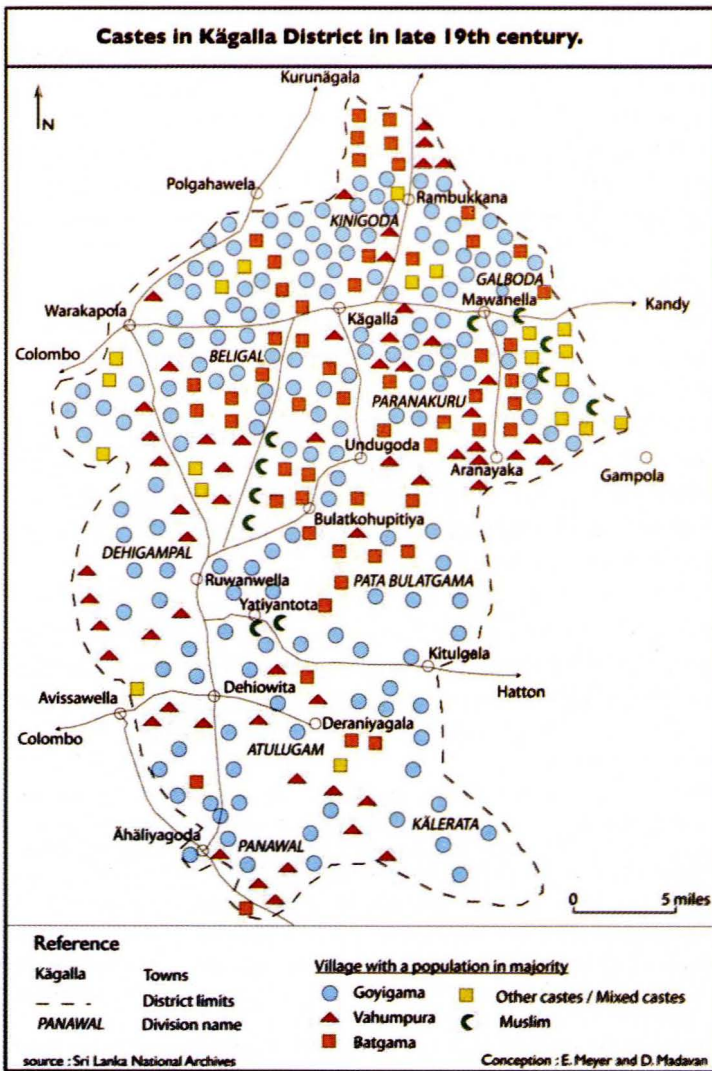 Castes in Kägalla District in late 19th century.
Kurunägala
N
Polgahawela
Rambukkana
KINIGODA
GALBODA
Mawanella
Kandy
Warakapola
Kägalla
Colombo
BELIGAL
PARANAKURU
Undugoda
Aranayaka
Gampola
Bulatkohupitiya
DEHIGAMPAL
Ruwanwella
PATA BULATGAMA
Yatiyantota
Kitulgala
Hatton
Dehiowita
Avissawella
Deraniyagala
Colombo
ATULUGAM
KÄLERATA
Ähäliyagoda
PANAWAL
0 5 miles
Reference
Kägalla Towns
District limits
PANAWAL Division name
Village with a population in majority
Goyigama
Vahumpura
Batgama
Other castes / Mixed castes
Muslim
source : Sri Lanka National Archives
Conception : E. Meyer and D. Madavan